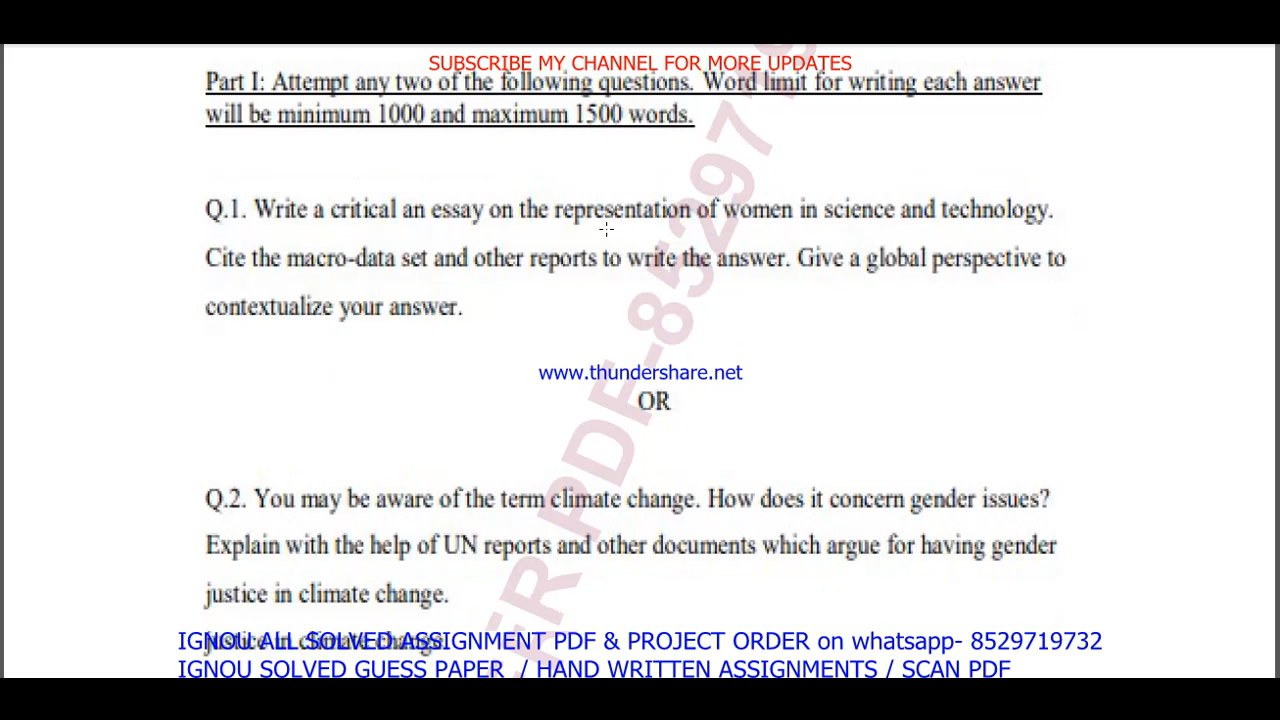 SUBSCRIBE MY CHANNEL FOR MORE UPDATES
Part I: Attempt any two of the following questions. Word limit for writing each answer
will be minimum 1000 and maximum 1500 words.
Q.1. Write a critical an essay on the representation of women in science and technology.
Cite the macro-data set and other reports to write the answer. Give a global perspective to
contextualize your answer.
www.thundershare.net
OR
Q.2. You may be aware of the term climate change. How does it concern gender issues?
Explain with the help of UN reports and other documents which argue for having gender
justice in climate change.
IGNOU ALL SOLVED ASSIGNMENT PDF & PROJECT ORDER on whatsapp- 8529719732
IGNOU SOLVED GUESS PAPER / HAND WRITTEN ASSIGNMENTS / SCAN PDF